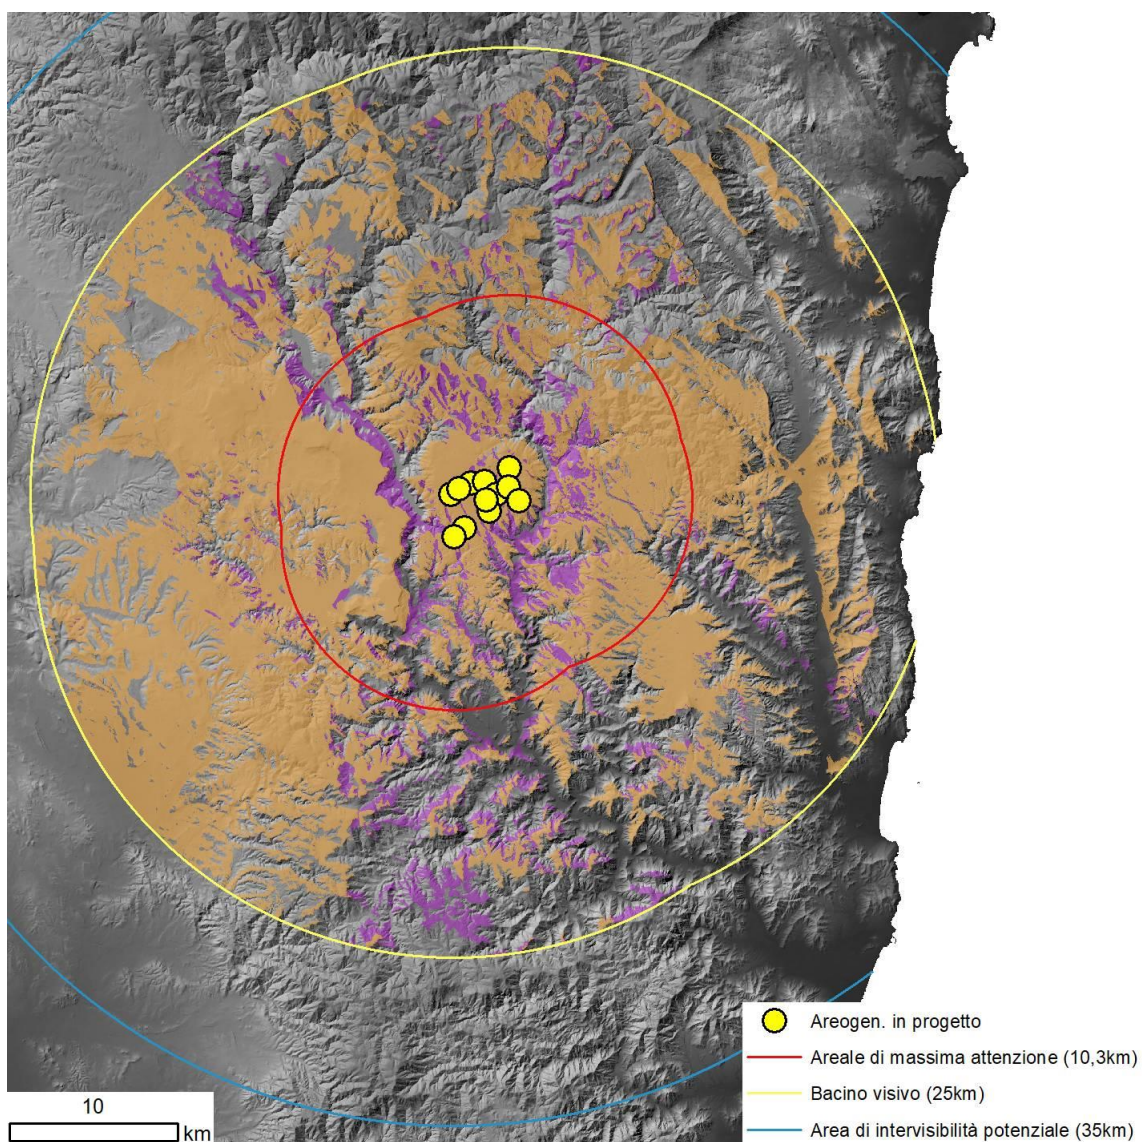 Areogen. in progetto
Areale di massima attenzione (10,3km)
Bacino visivo (25km)
Area di intervisibilità potenziale (35km)
10
km